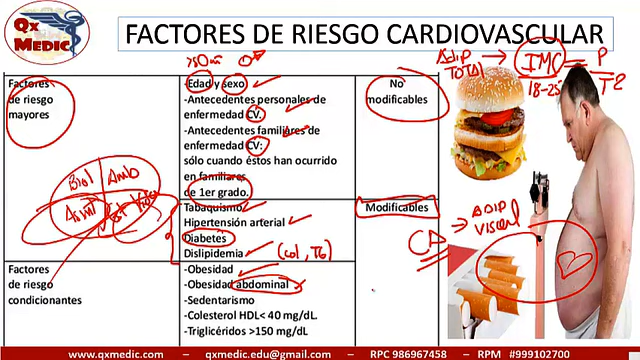 Qx
MEDIC
FACTORES DE RIESGO CARDIOVASCULAR
Factores
de riesgo
mayores
-Edad y sexo
-Antecedentes personales de
enfermedad CV.
-Antecedentes familiares de
enfermedad CV:
sólo cuando éstos han ocurrido
en familiares
de 1er grado.
No
modificables
Tabaquismo
Hipertensión arterial
Diabetes
Dislipidemia
Modificables
Factores
de riesgo
condicionantes
-Obesidad
-Obesidad abdominal
-Sedentarismo
-Colesterol HDL< 40 mg/dL.
-Triglicéridos >150 mg/dL
Adip
TOTAL
IMC = P
T2
18-25
Biol
Amb
(Col, TG)
CA
ADIP
VISCERAL
www.qxmedic.com – qxmedic.edu@gmail.com – RPC 986967458 – RPM #999102700